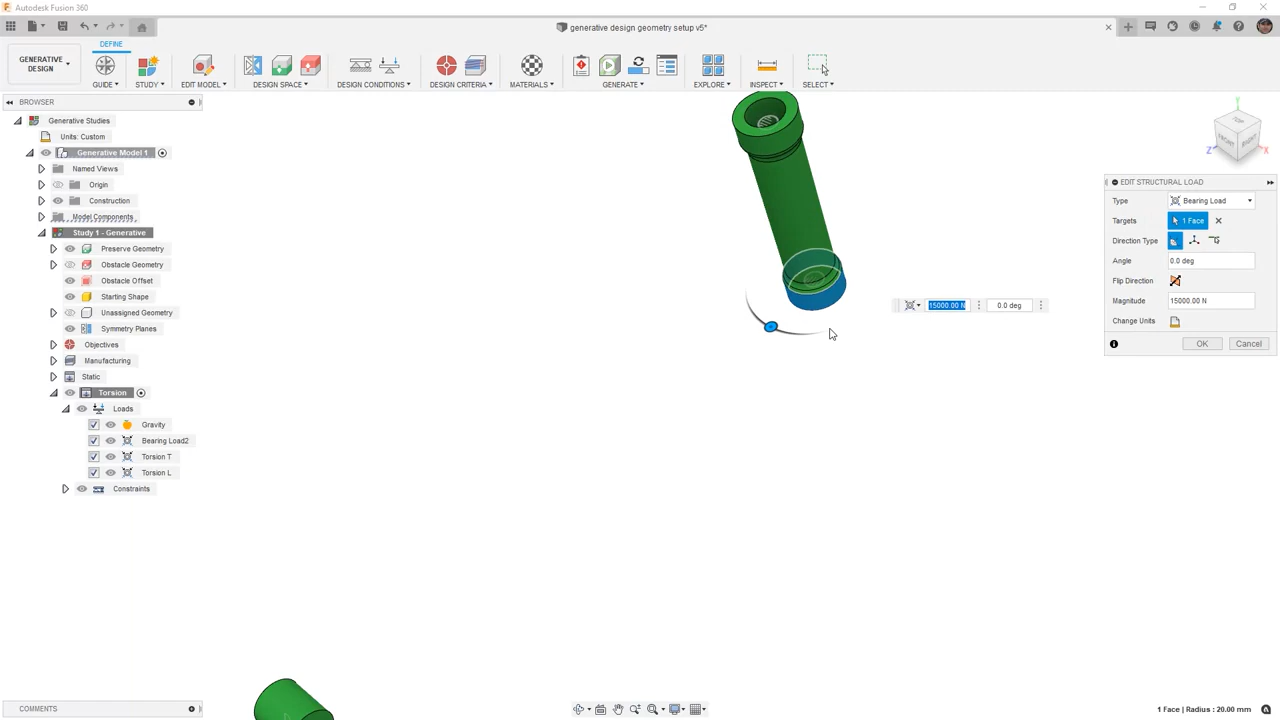 Autodesk Fusion 360
generative design geometry setup v5*
GENERATIVE DESIGN
DEFINE
GUIDE
STUDY
EDIT MODEL
DESIGN SPACE
DESIGN CONDITIONS
DESIGN CRITERIA
MATERIALS
GENERATE
EXPLORE
INSPECT
SELECT
BROWSER
Generative Studies
Units: Custom
Generative Model 1
Named Views
Origin
Construction
Model Components
Study 1 - Generative
Preserve Geometry
Obstacle Geometry
Obstacle Offset
Starting Shape
Unassigned Geometry
Symmetry Planes
Objectives
Manufacturing
Static
Torsion
Loads
Gravity
Bearing Load2
Torsion T
Torsion L
Constraints
15000.00 N
0.0 deg
Y
TOP
FRONT
RIGHT
Z
X
EDIT STRUCTURAL LOAD
Type Bearing Load
Targets 1 Face
Direction Type
Angle 0.0 deg
Flip Direction
Magnitude 15000.00 N
Change Units
OK Cancel
COMMENTS
1 Face | Radius : 20.00 mm